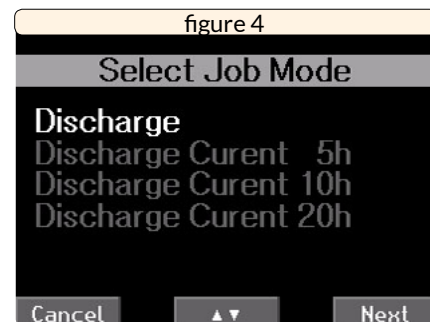 figure 4
Select Job Mode
Discharge
Discharge Curent 5h
Discharge Curent 10h
Discharge Curent 20h
Cancel ▲▼ Next